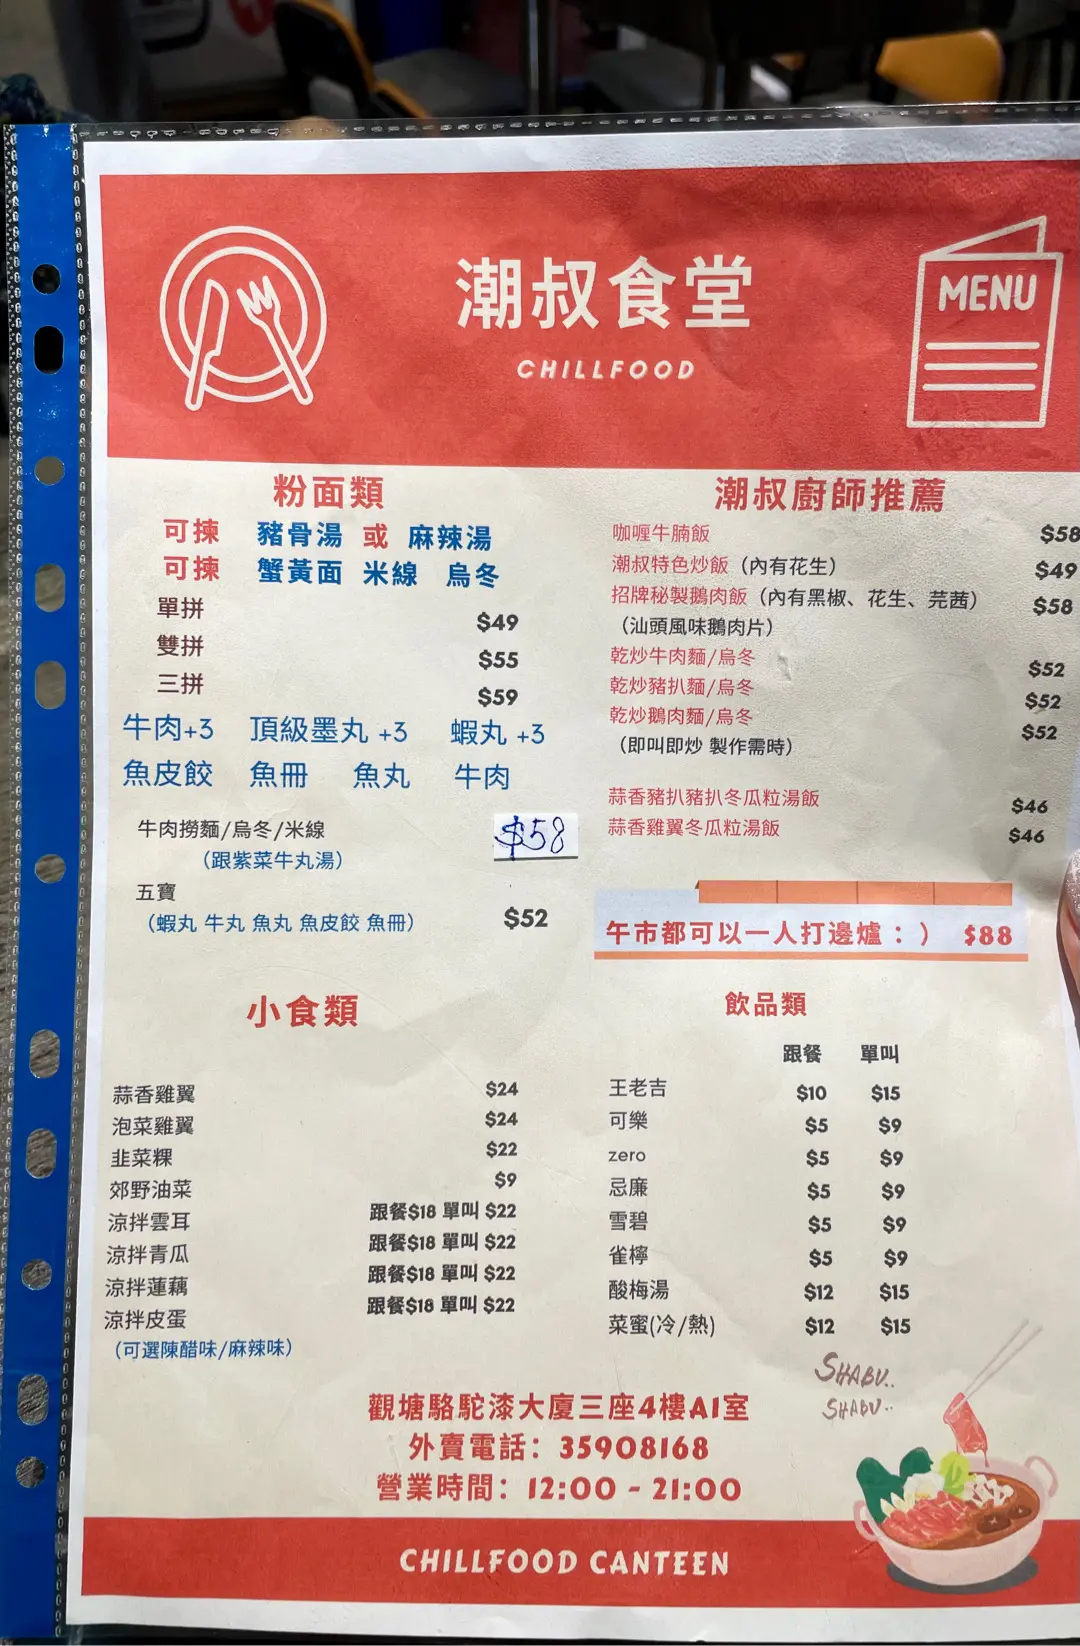 潮叔食堂
CHILLFOOD
MENU
粉面類
可揀 豬骨湯 或 麻辣湯
可揀 蟹黃面 米線 烏冬
單拼 $49
雙拼 $55
三拼 $59
牛肉+3 頂級墨丸 +3 蝦丸 +3
魚皮餃 魚冊 魚丸 牛肉
牛肉撈麵/烏冬/米線 $58
（跟紫菜牛丸湯）
五寶
（蝦丸 牛丸 魚丸 魚皮餃 魚冊） $52
潮叔廚師推薦
咖喱牛腩飯 $58
潮叔特色炒飯（內有花生） $49
招牌秘製鵝肉飯（內有黑椒、花生、芫茜） $58
（汕頭風味鵝肉片）
乾炒牛肉麵/烏冬 $52
乾炒豬扒麵/烏冬 $52
乾炒鵝肉麵/烏冬 $52
（即叫即炒 製作需時）
蒜香豬扒豬扒冬瓜粒湯飯 $46
蒜香雞翼冬瓜粒湯飯 $46
午市都可以一人打邊爐：） $88
小食類
蒜香雞翼 $24
泡菜雞翼 $24
韭菜粿 $22
郊野油菜 $9
涼拌雲耳 跟餐$18 單叫 $22
涼拌青瓜 跟餐$18 單叫 $22
涼拌蓮藕 跟餐$18 單叫 $22
涼拌皮蛋 跟餐$18 單叫 $22
（可選陳醋味/麻辣味）
飲品類
跟餐 單叫
王老吉 $10 $15
可樂 $5 $9
zero $5 $9
忌廉 $5 $9
雪碧 $5 $9
雀檸 $5 $9
酸梅湯 $12 $15
菜蜜(冷/熱) $12 $15
SHABU..
SHABU..
觀塘駱駝漆大廈三座4樓A1室
外賣電話：35908168
營業時間：12:00 - 21:00
CHILLFOOD CANTEEN